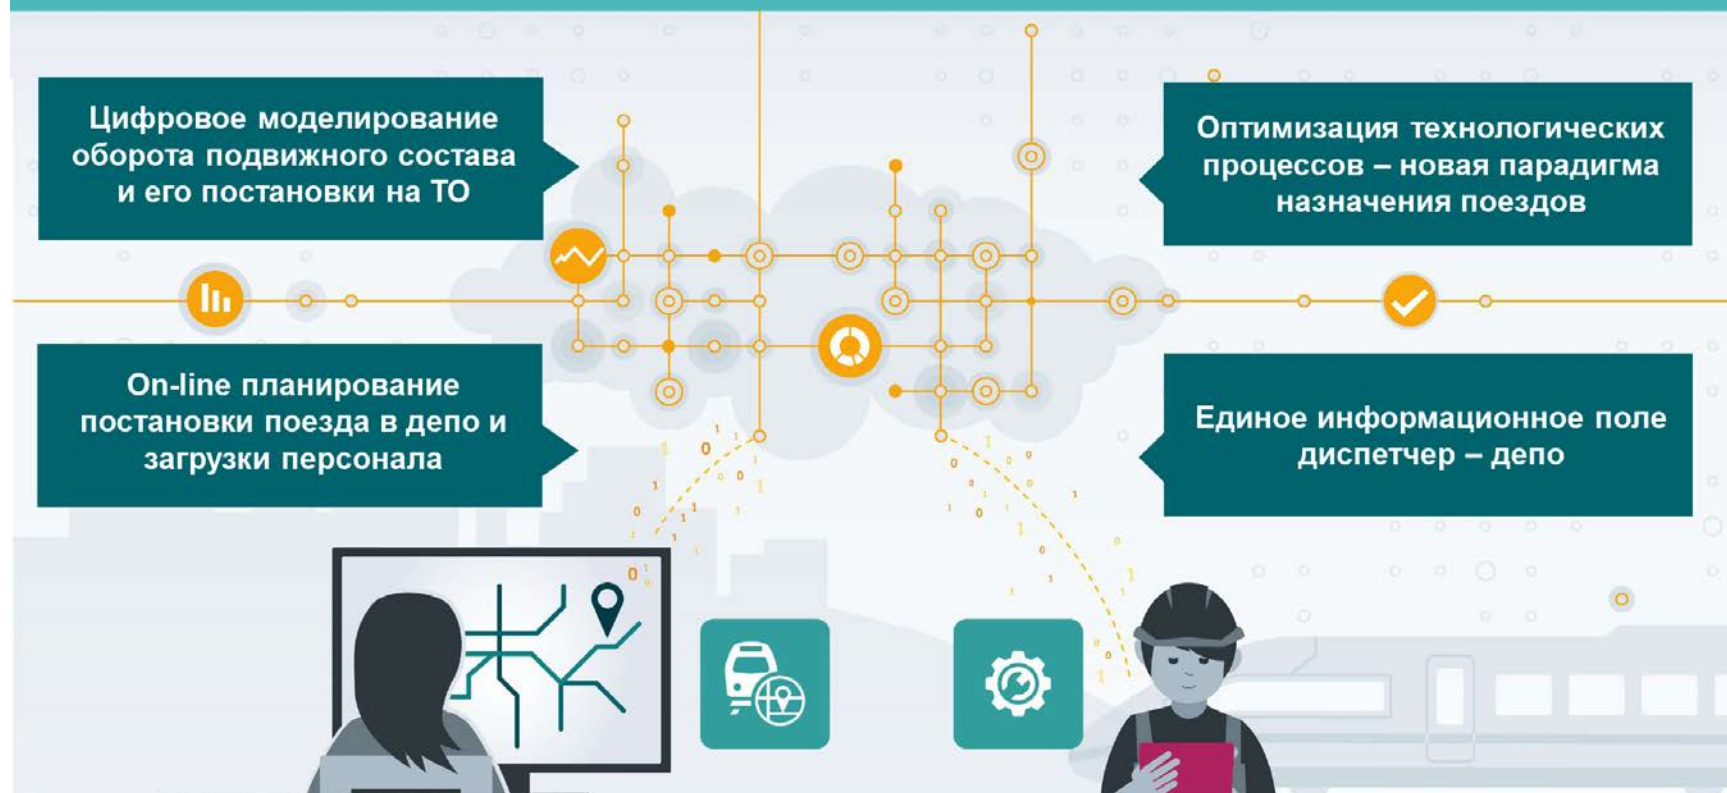 Цифровое моделирование
оборота подвижного состава
и его постановки на ТО
Оптимизация технологических
процессов – новая парадигма
назначения поездов
On-line планирование
постановки поезда в депо и
загрузки персонала
Единое информационное поле
диспетчер – депо